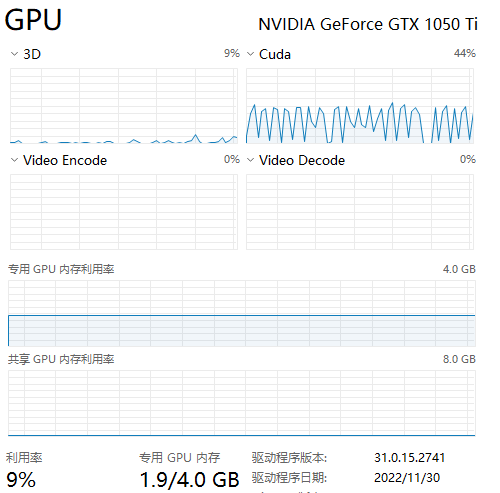 GPU NVIDIA GeForce GTX 1050 Ti
3D 9% Cuda 44%
Video Encode 0% Video Decode 0%
专用 GPU 内存利用率 4.0 GB
共享 GPU 内存利用率 8.0 GB
利用率 专用 GPU 内存 驱动程序版本: 31.0.15.2741
9% 1.9/4.0 GB 驱动程序日期: 2022/11/30